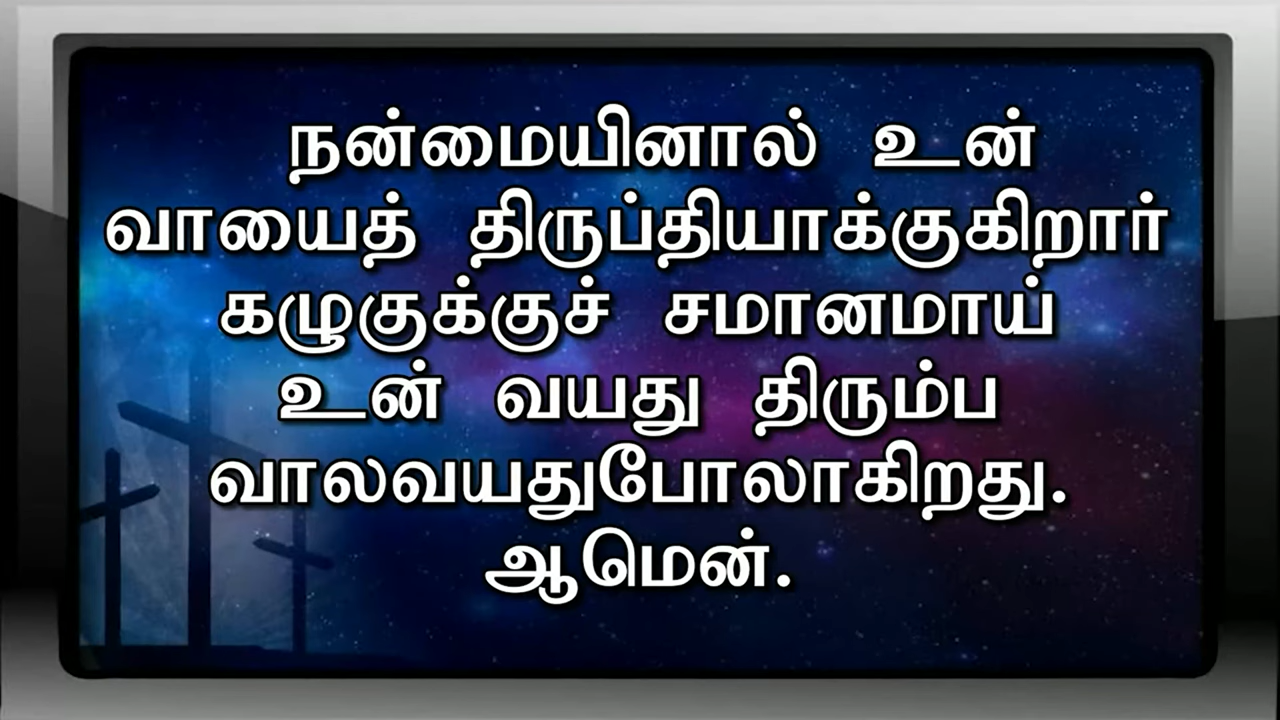 நன்மையினால் உன்
வாயைத் திருப்தியாக்குகிறார்
கழுகுக்குச் சமானமாய்
உன் வயது திரும்ப
வாலவயதுபோலாகிறது.
ஆமென்.